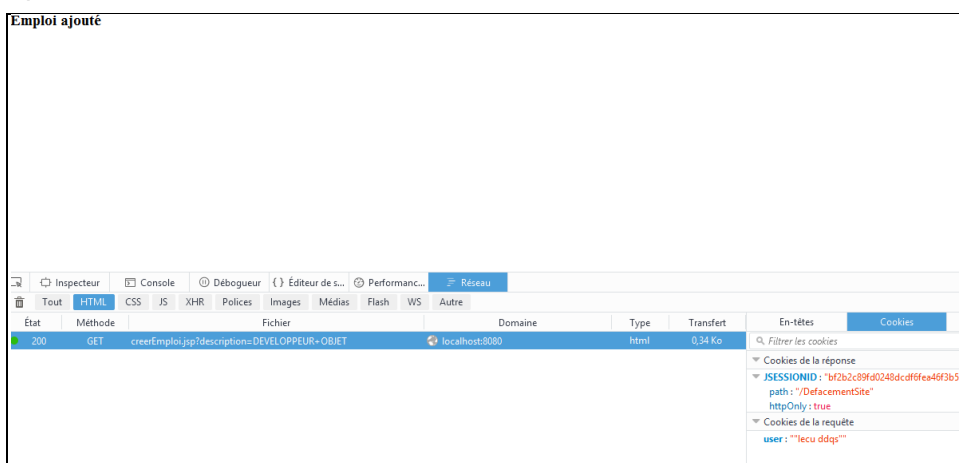 Emploi ajouté
Inspecteur Console Débogueur { } Éditeur de s... Performanc... Réseau
Tout HTML CSS JS XHR Polices Images Médias Flash WS Autre
État Méthode Fichier Domaine Type Transfert En-têtes Cookies
200 GET creerEmploi.jsp?description=DEVELOPPEUR+OBJET localhost:8080 html 0,34 Ko Filtrer les cookies
Cookies de la réponse
JSESSIONID : "bf2b2c89fd0248dcdf6fea46f3b5
path : "/DefacementSite"
httpOnly : true
Cookies de la requête
user : ""lecu ddqs""